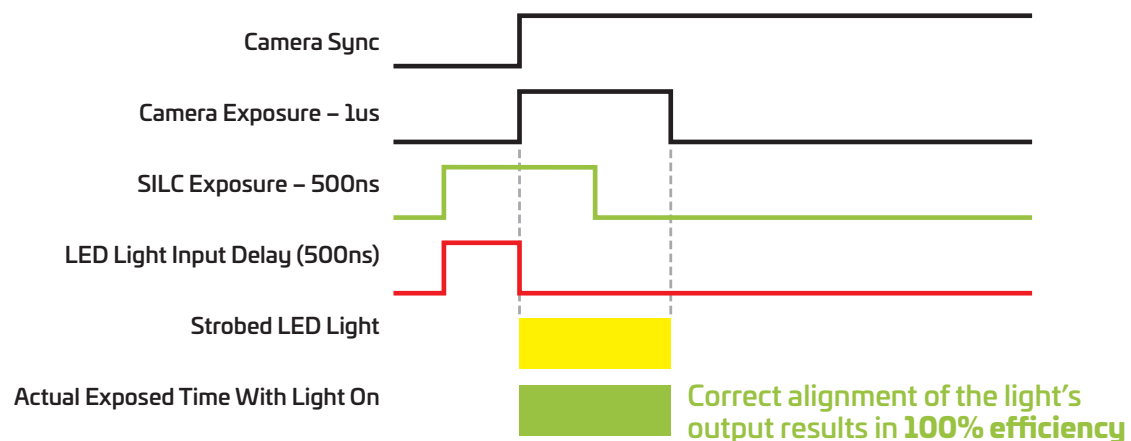 Camera Sync
Camera Exposure – 1us
SILC Exposure – 500ns
LED Light Input Delay (500ns)
Strobed LED Light
Actual Exposed Time With Light On
Correct alignment of the light's
output results in 100% efficiency